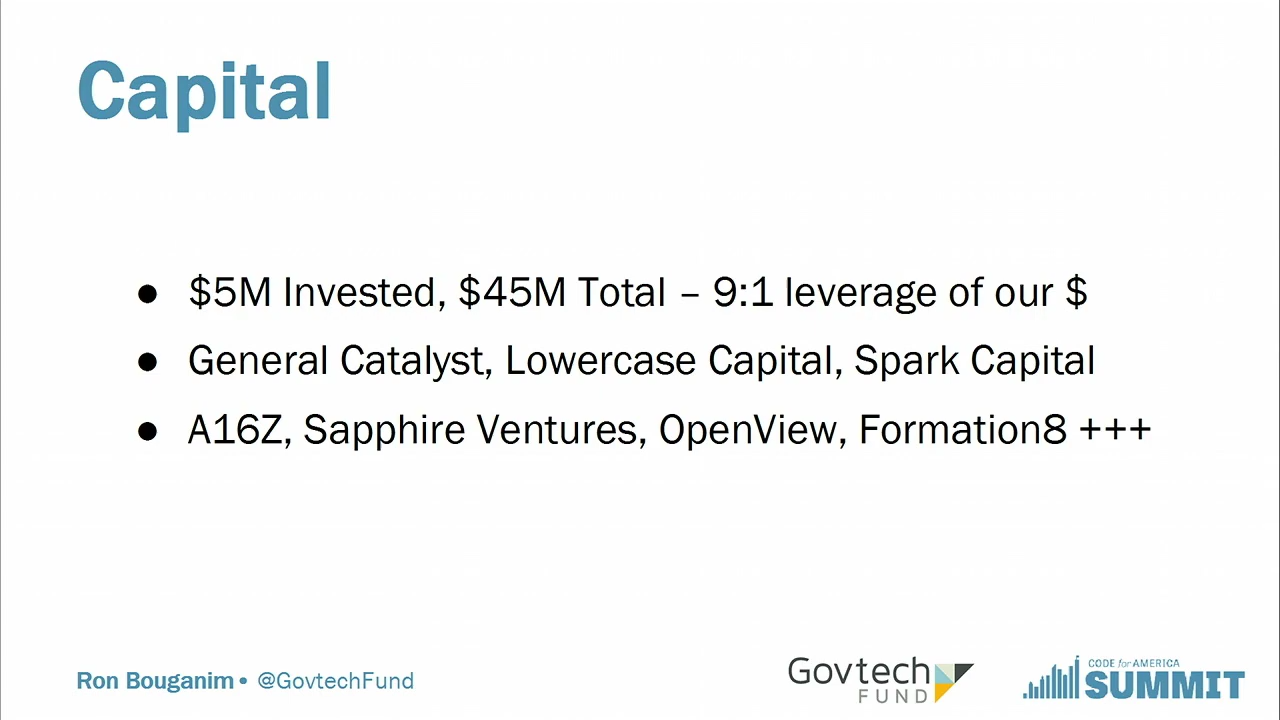 Capital
● $5M Invested, $45M Total – 9:1 leverage of our $
● General Catalyst, Lowercase Capital, Spark Capital
● A16Z, Sapphire Ventures, OpenView, Formation8 +++
Ron Bouganim • @GovtechFund
Govtech
FUND
CODE for AMERICA
SUMMIT